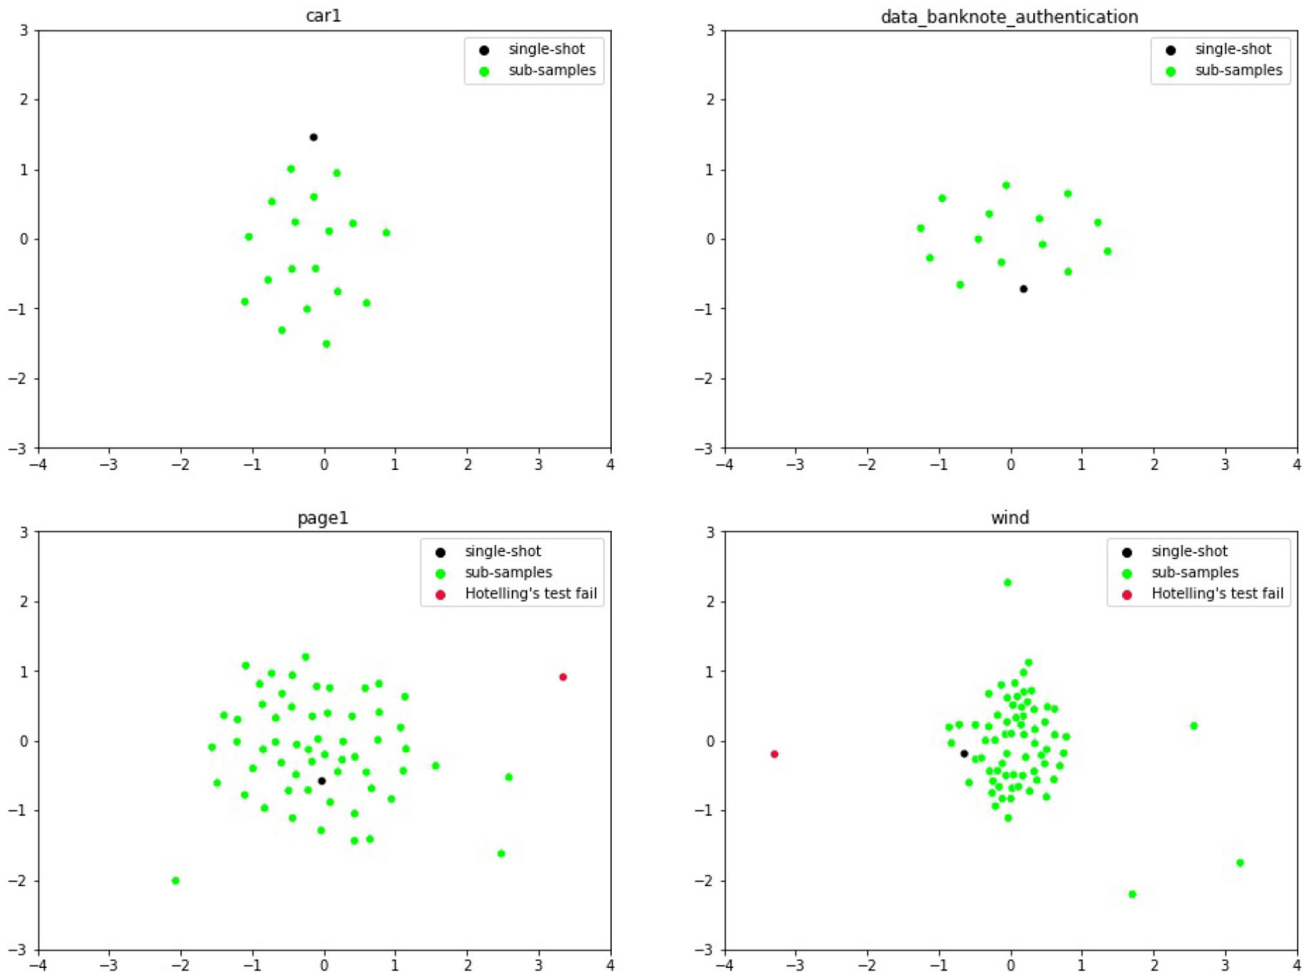 car1
3
2
1
0
−1
−2
−3
−4 −3 −2 −1 0 1 2 3 4
single-shot
sub-samples
data_banknote_authentication
3
2
1
0
−1
−2
−3
−4 −3 −2 −1 0 1 2 3 4
single-shot
sub-samples
page1
3
2
1
0
−1
−2
−3
−4 −3 −2 −1 0 1 2 3 4
single-shot
sub-samples
Hotelling's test fail
wind
3
2
1
0
−1
−2
−3
−4 −3 −2 −1 0 1 2 3 4
single-shot
sub-samples
Hotelling's test fail